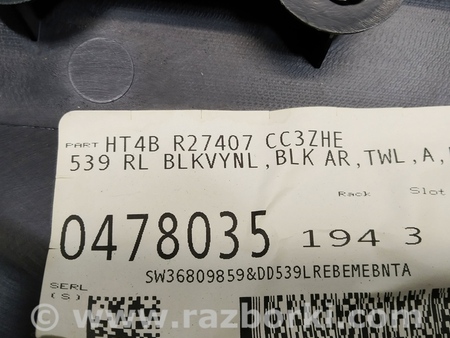 PART HT4B R27407 CC3ZHE
539 RL BLKVYNL,BLK AR,TWL,A,
Rack Slot
0478035 194 3
SW36809859&DD539LREBEMEBNTA
SERL
(S)
www.razborki.com